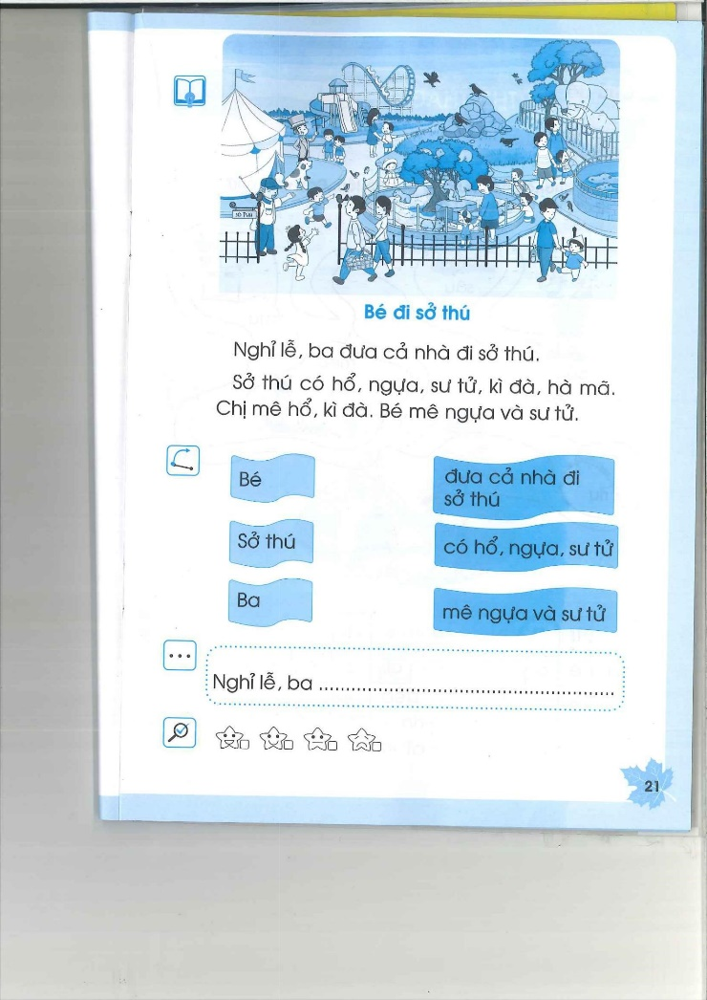 SỞ THÚ
Bé đi sở thú
Nghỉ lễ, ba đưa cả nhà đi sở thú.
Sở thú có hổ, ngựa, sư tử, kì đà, hà mã.
Chị mê hổ, kì đà. Bé mê ngựa và sư tử.
Bé
đưa cả nhà đi
sở thú
Sở thú
có hổ, ngựa, sư tử
Ba
mê ngựa và sư tử
Nghỉ lễ, ba ........................................................
21